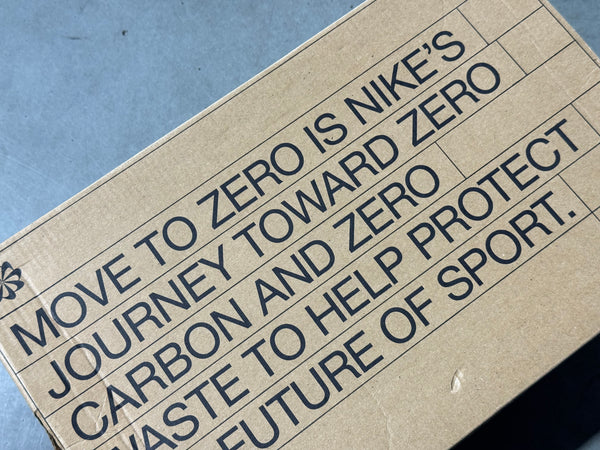 MOVE TO ZERO IS NIKE'S
JOURNEY TOWARD ZERO
CARBON AND ZERO
WASTE TO HELP PROTECT
FUTURE OF SPORT.